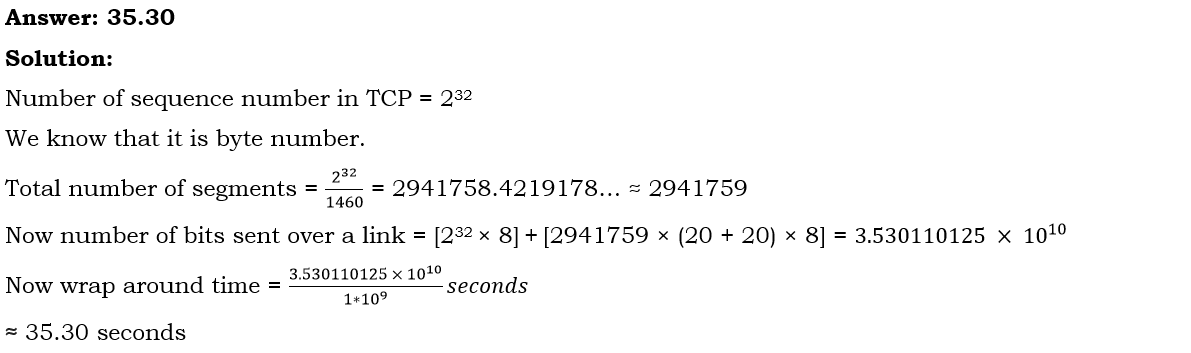 Answer: 35.30
Solution:
Number of sequence number in TCP = 2³²
We know that it is byte number.
Total number of segments = 2³²/1460 = 2941758.4219178... ≈ 2941759
Now number of bits sent over a link = [2³² × 8] + [2941759 × (20 + 20) × 8] = 3.530110125 × 10¹⁰
Now wrap around time = 3.530110125 × 10¹⁰/1*10⁹ seconds
≈ 35.30 seconds